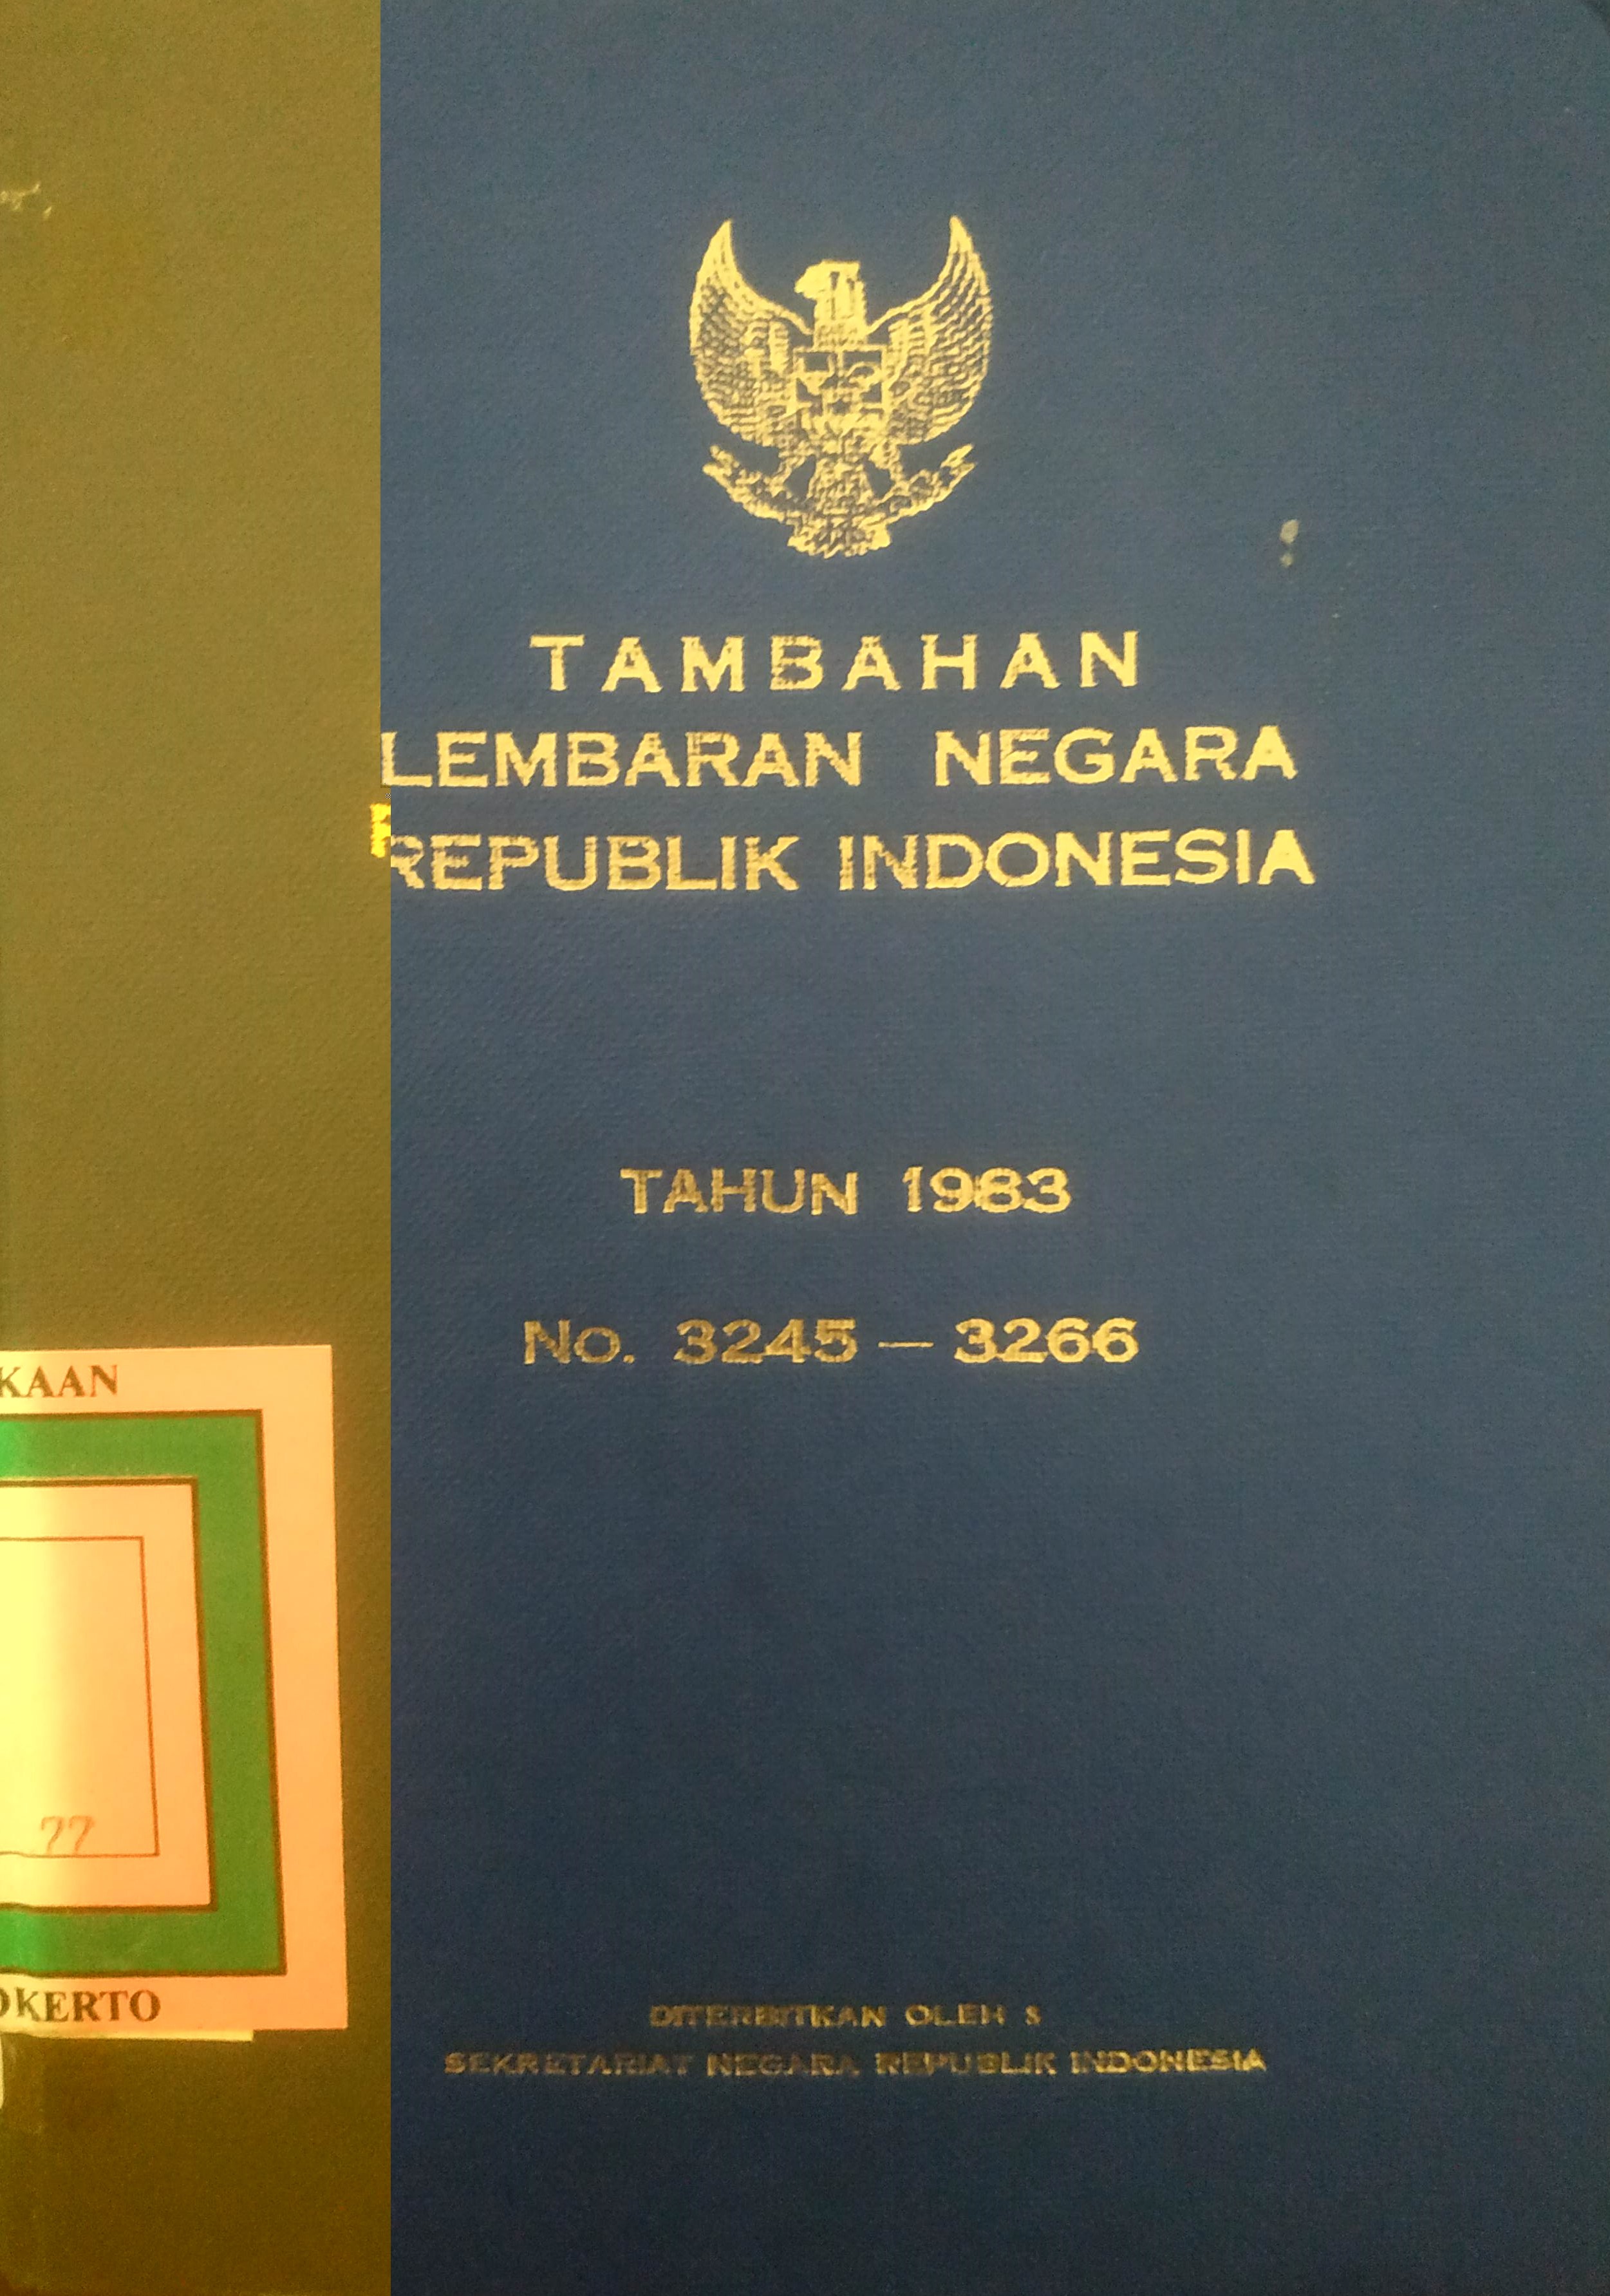 TAMBAHAN
LEMBARAN NEGARA
REPUBLIK INDONESIA
TAHUN 1983
No. 3245 – 3266
KAAN
77
OKERTO
DITERBITKAN OLEH :
SEKRETARIAT NEGARA REPUBLIK INDONESIA